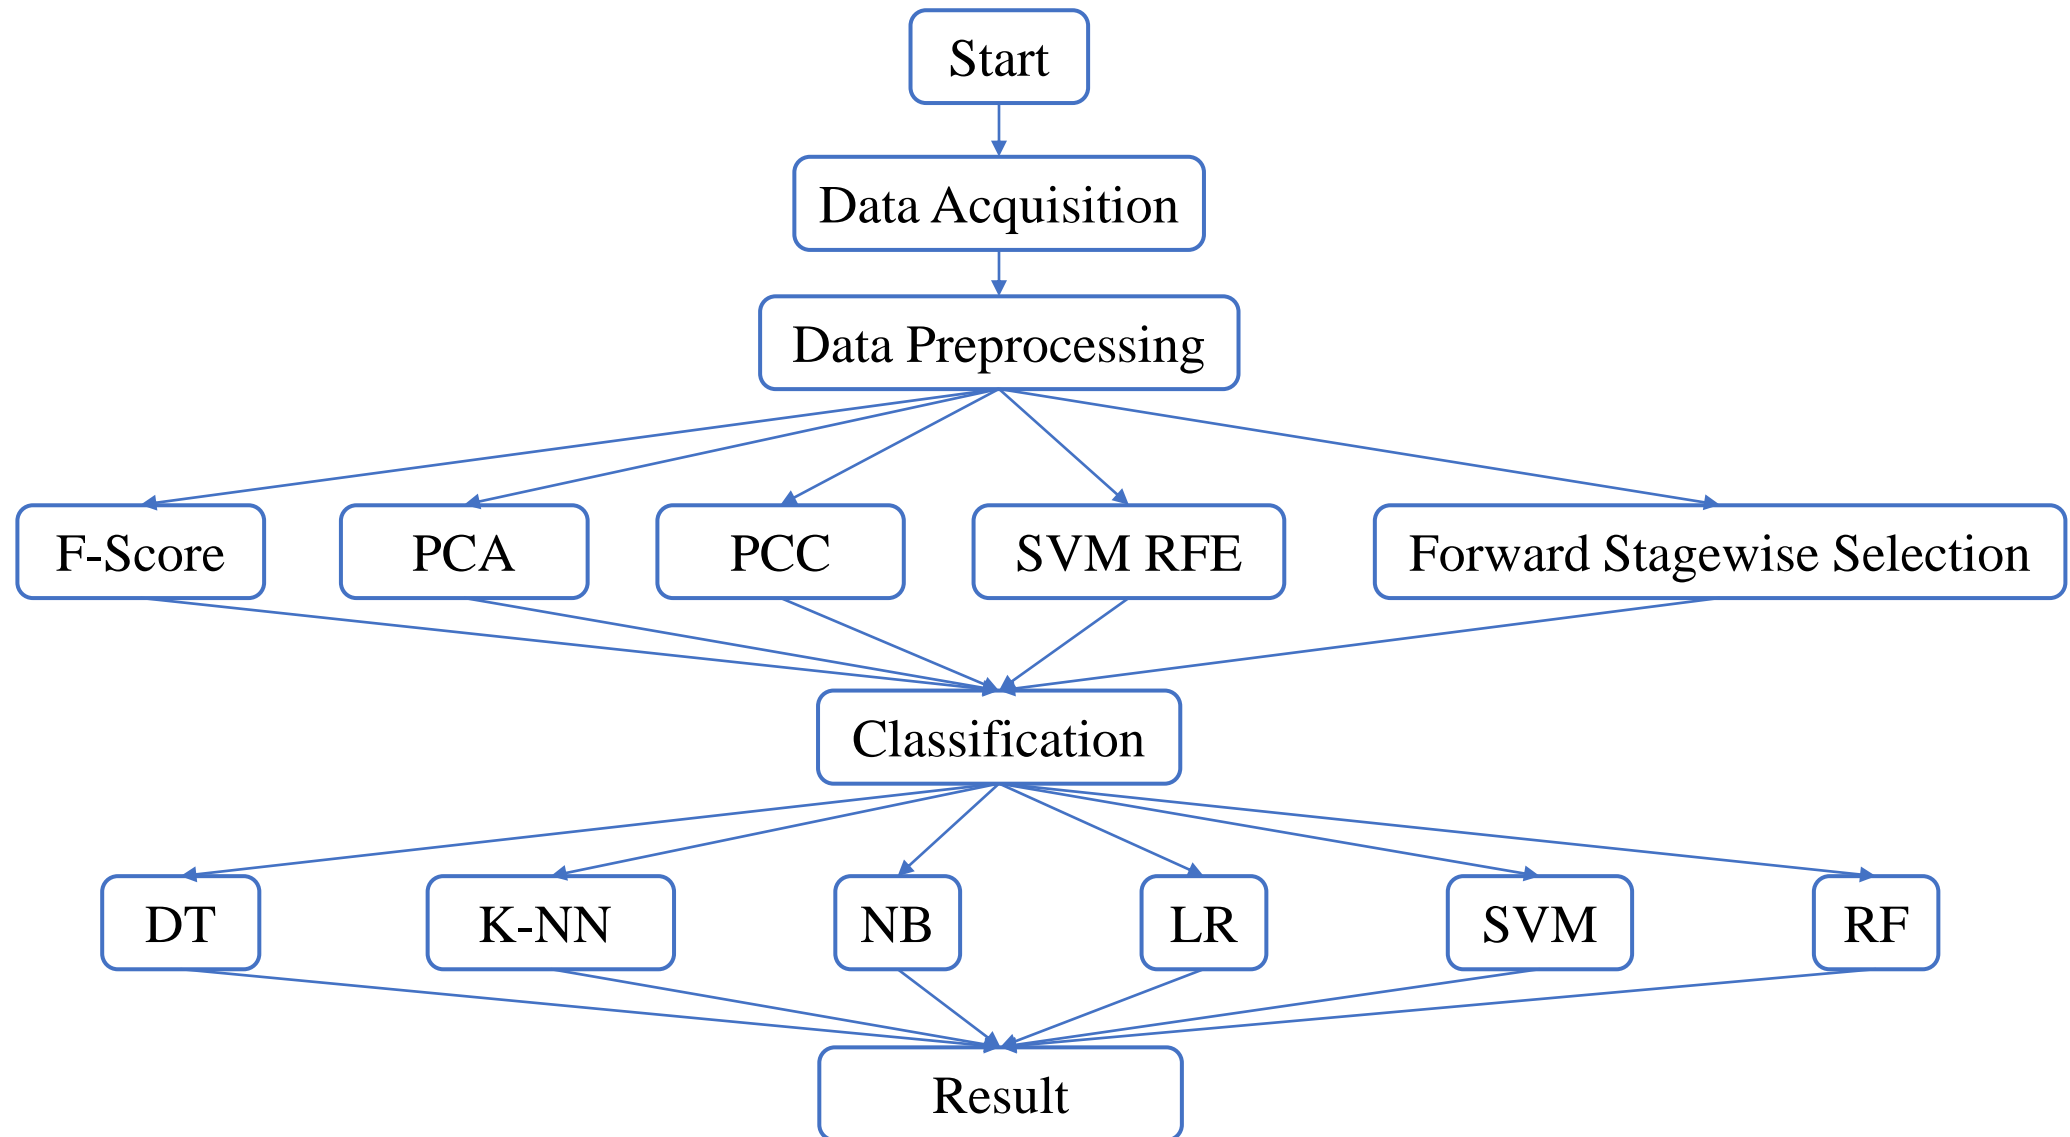 Start
Data Acquisition
Data Preprocessing
F-Score
PCA
PCC
SVM RFE
Forward Stagewise Selection
Classification
DT
K-NN
NB
LR
SVM
RF
Result